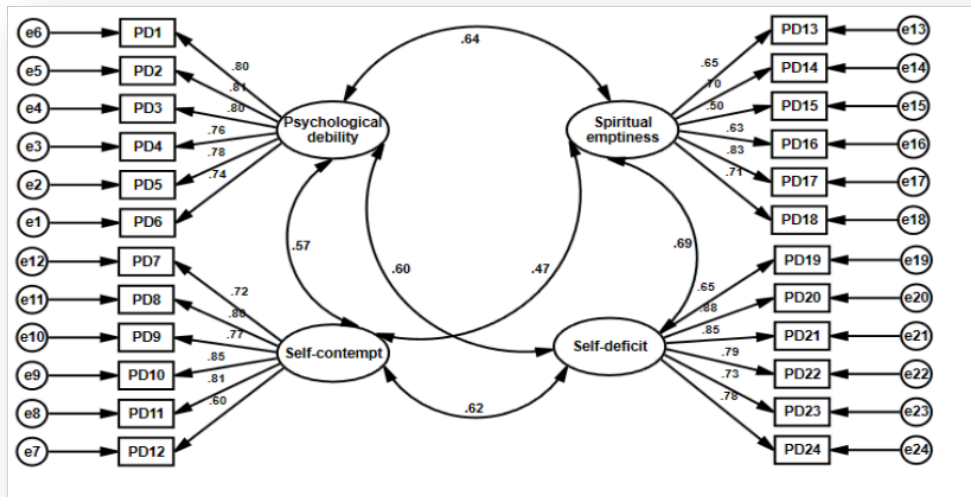 e6 PD1
e5 PD2
e4 PD3
e3 PD4
e2 PD5
e1 PD6
.80
.81
.80
.76
.78
.74
Psychological
debility
e12 PD7
e11 PD8
e10 PD9
e9 PD10
e8 PD11
e7 PD12
.72
.80
.77
.85
.81
.60
Self-contempt
.64
.57
.60
.47
.69
.62
Spiritual
emptiness
.65
.70
.50
.63
.83
.71
PD13 e13
PD14 e14
PD15 e15
PD16 e16
PD17 e17
PD18 e18
Self-deficit
.65
.88
.85
.79
.73
.78
PD19 e19
PD20 e20
PD21 e21
PD22 e22
PD23 e23
PD24 e24